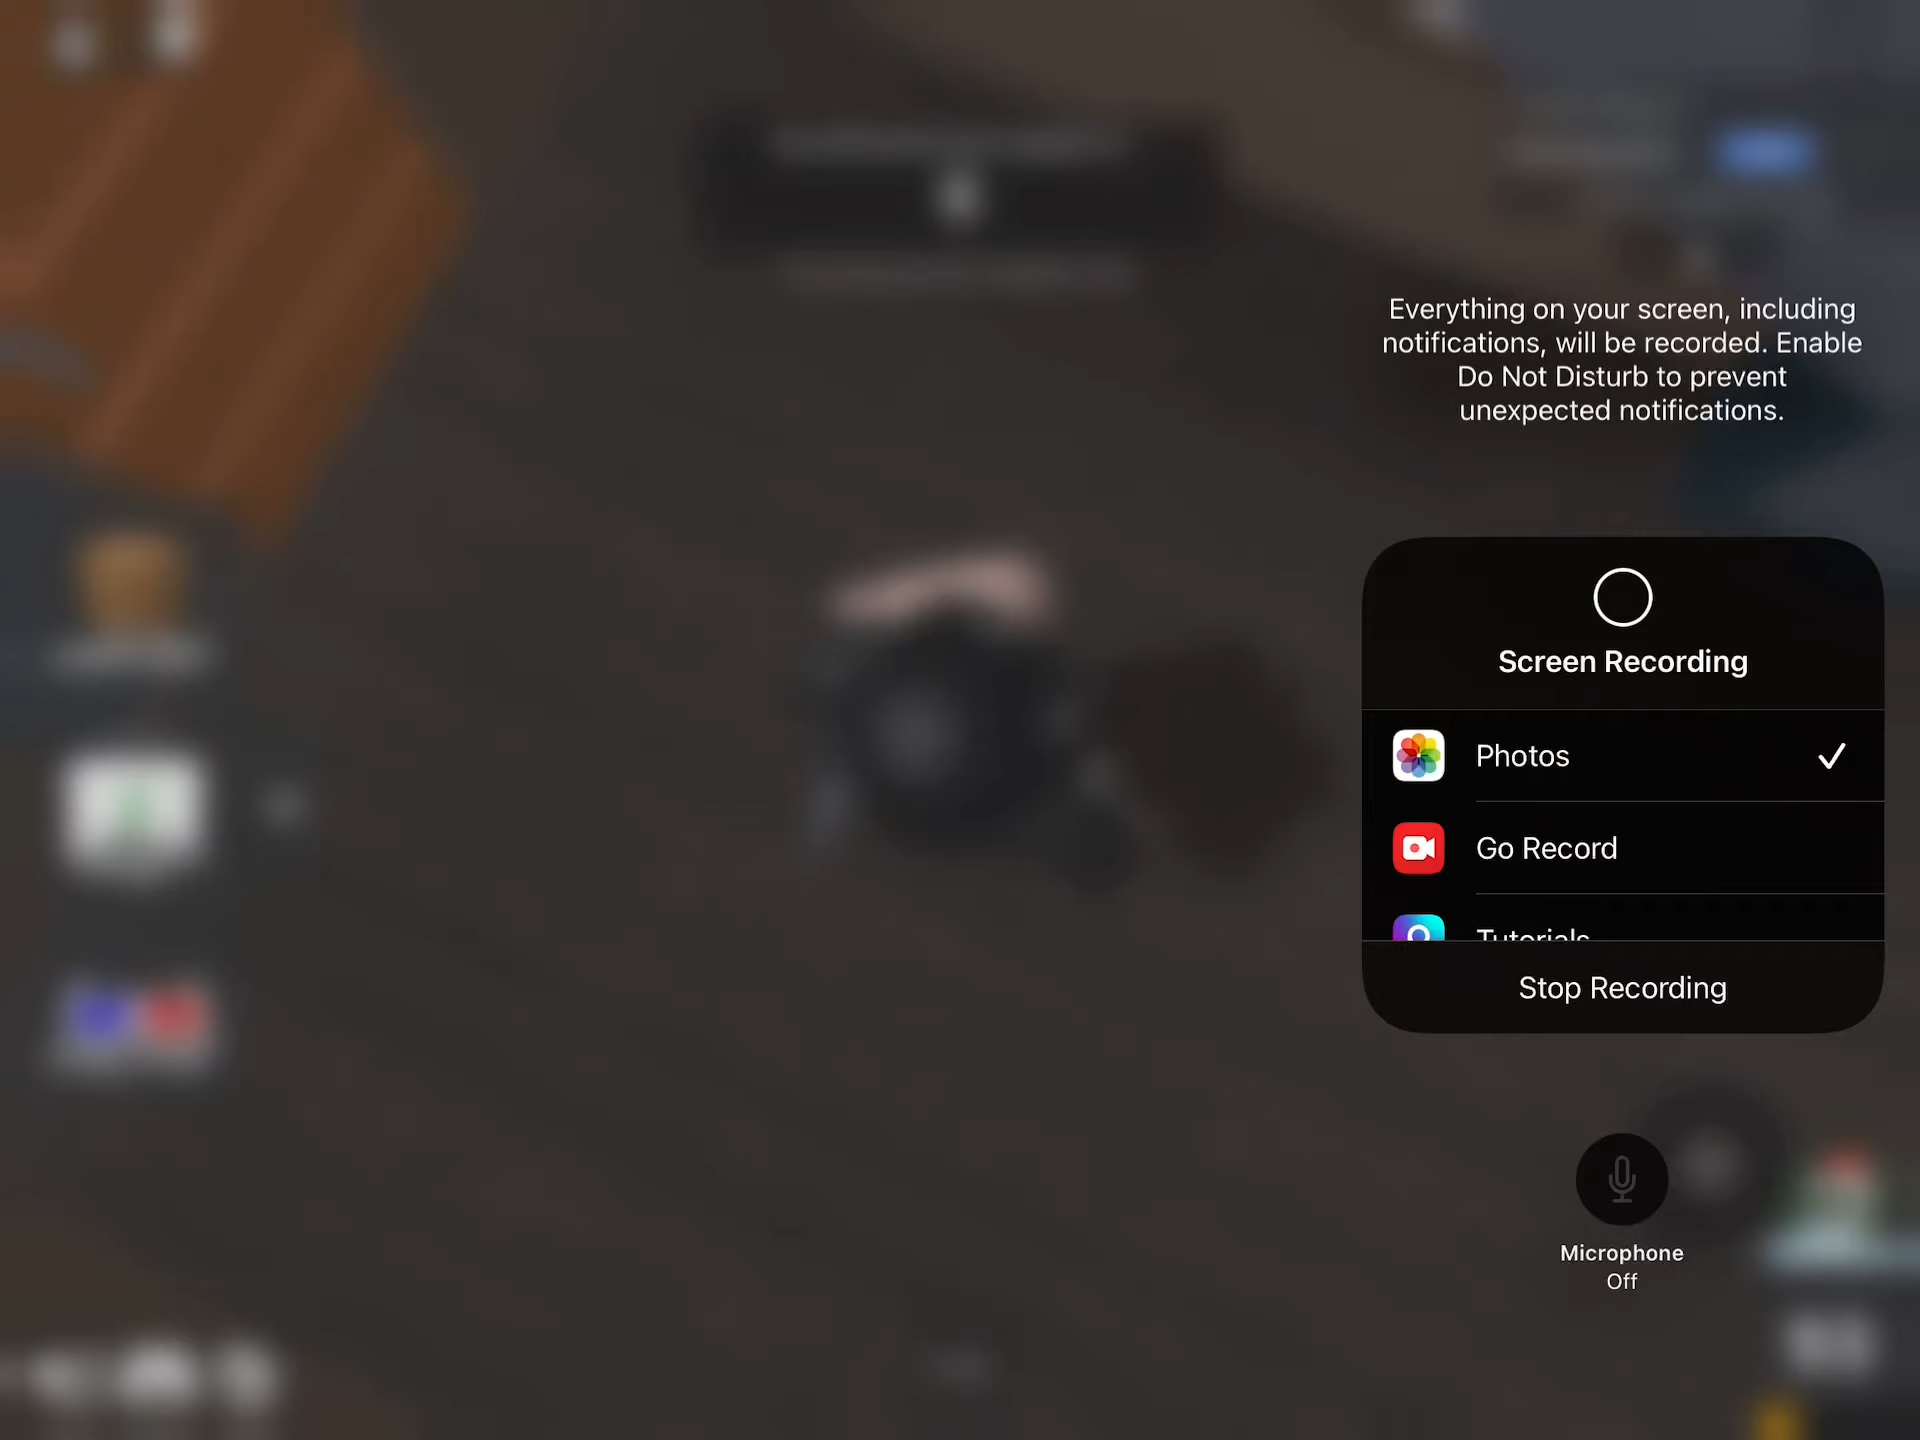 Everything on your screen, including
notifications, will be recorded. Enable
Do Not Disturb to prevent
unexpected notifications.
Screen Recording
Photos
Go Record
Tutorials
Stop Recording
Microphone
Off